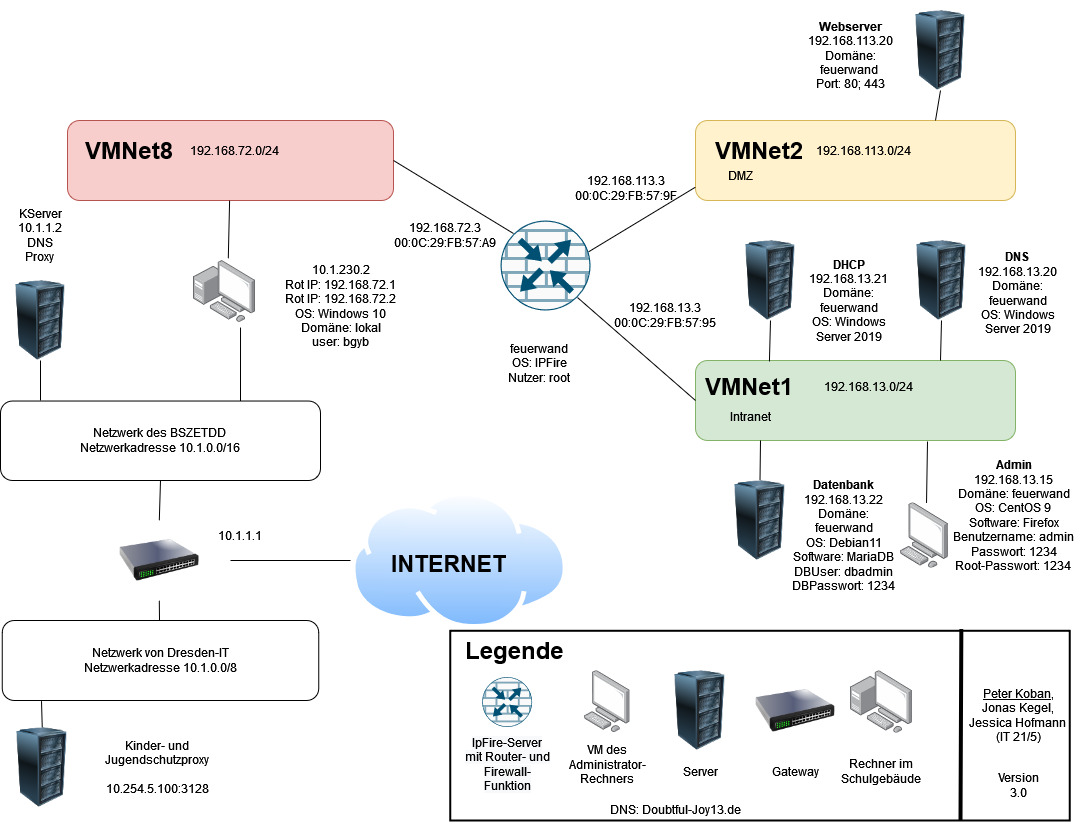 Webserver
192.168.113.20
Domäne:
feuerwand
Port: 80; 443
VMNet8 192.168.72.0/24
VMNet2 192.168.113.0/24
DMZ
192.168.113.3
00:0C:29:FB:57:9F
192.168.72.3
00:0C:29:FB:57:A9
KServer
10.1.1.2
DNS
Proxy
10.1.230.2
Rot IP: 192.168.72.1
Rot IP: 192.168.72.2
OS: Windows 10
Domäne: lokal
user: bgyb
feuerwand
OS: IPFire
Nutzer: root
192.168.13.3
00:0C:29:FB:57:95
DHCP
192.168.13.21
Domäne:
feuerwand
OS: Windows
Server 2019
DNS
192.168.13.20
Domäne:
feuerwand
OS: Windows
Server 2019
VMNet1 192.168.13.0/24
Intranet
Netzwerk des BSZETDD
Netzwerkadresse 10.1.0.0/16
10.1.1.1
INTERNET
Datenbank
192.168.13.22
Domäne:
feuerwand
OS: Debian11
Software: MariaDB
DBUser: dbadmin
DBPasswort: 1234
Admin
192.168.13.15
Domäne: feuerwand
OS: CentOS 9
Software: Firefox
Benutzername: admin
Passwort: 1234
Root-Passwort: 1234
Netzwerk von Dresden-IT
Netzwerkadresse 10.1.0.0/8
Kinder- und
Jugendschutzproxy
10.254.5.100:3128
Legende
IpFire-Server
mit Router- und
Firewall-
Funktion
VM des
Administrator-
Rechners
Server
Gateway
Rechner im
Schulgebäude
DNS: Doubtful-Joy13.de
Peter Koban,
Jonas Kegel,
Jessica Hofmann
(IT 21/5)
Version
3.0